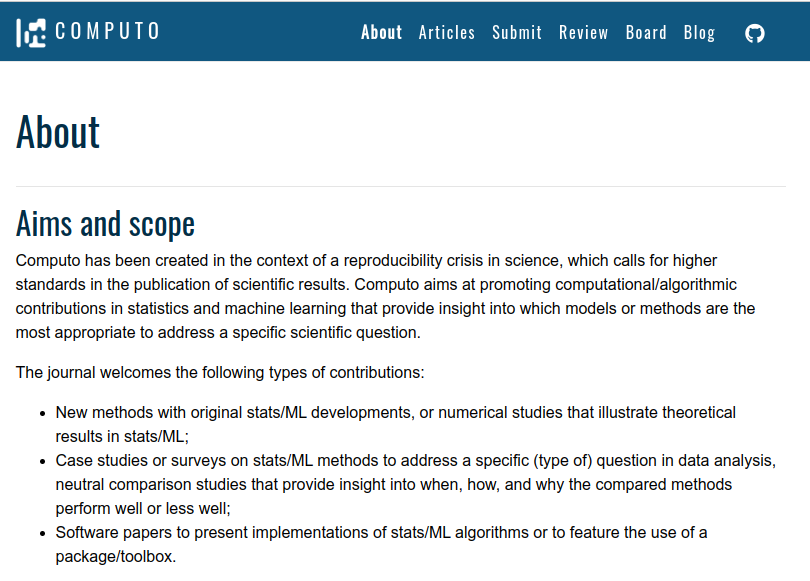 COMPUTO About Articles Submit Review Board Blog
About
Aims and scope
Computo has been created in the context of a reproducibility crisis in science, which calls for higher
standards in the publication of scientific results. Computo aims at promoting computational/algorithmic
contributions in statistics and machine learning that provide insight into which models or methods are the
most appropriate to address a specific scientific question.
The journal welcomes the following types of contributions:
• New methods with original stats/ML developments, or numerical studies that illustrate theoretical
results in stats/ML;
• Case studies or surveys on stats/ML methods to address a specific (type of) question in data analysis,
neutral comparison studies that provide insight into when, how, and why the compared methods
perform well or less well;
• Software papers to present implementations of stats/ML algorithms or to feature the use of a
package/toolbox.